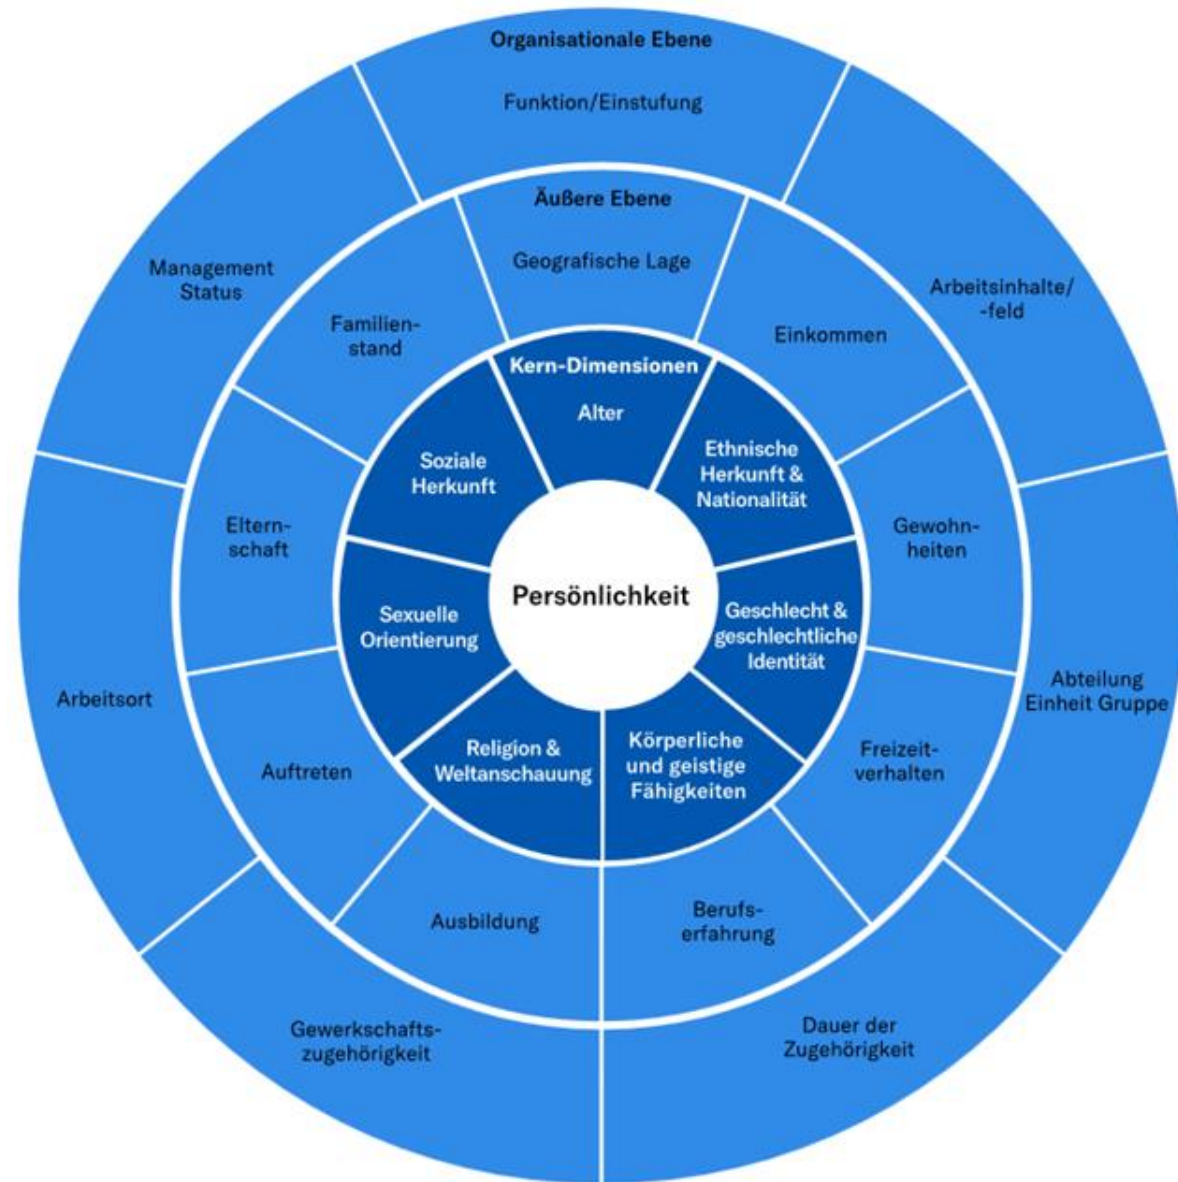 Organisationale Ebene
Funktion/Einstufung
Arbeitsinhalte/
-feld
Abteilung
Einheit Gruppe
Dauer der
Zugehörigkeit
Gewerkschafts-
zugehörigkeit
Arbeitsort
Management
Status
Äußere Ebene
Geografische Lage
Einkommen
Gewohn-
heiten
Freizeit-
verhalten
Berufs-
erfahrung
Ausbildung
Auftreten
Eltern-
schaft
Familien-
stand
Kern-Dimensionen
Alter
Ethnische
Herkunft &
Nationalität
Geschlecht &
geschlechtliche
Identität
Körperliche
und geistige
Fähigkeiten
Religion &
Weltanschauung
Sexuelle
Orientierung
Soziale
Herkunft
Persönlichkeit